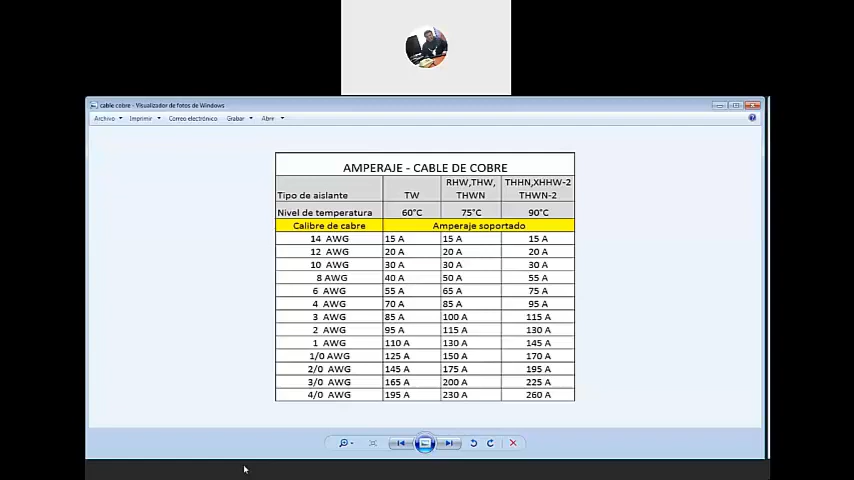 cable cobre - Visualizador de fotos de Windows
Archivo Imprimir Correo electrónico Grabar Abrir
AMPERAJE - CABLE DE COBRE
Tipo de aislante TW RHW,THW, THWN THHN,XHHW-2 THWN-2
Nivel de temperatura 60°C 75°C 90°C
Calibre de cabre Amperaje soportado
14 AWG 15 A 15 A 15 A
12 AWG 20 A 20 A 20 A
10 AWG 30 A 30 A 30 A
8 AWG 40 A 50 A 55 A
6 AWG 55 A 65 A 75 A
4 AWG 70 A 85 A 95 A
3 AWG 85 A 100 A 115 A
2 AWG 95 A 115 A 130 A
1 AWG 110 A 130 A 145 A
1/0 AWG 125 A 150 A 170 A
2/0 AWG 145 A 175 A 195 A
3/0 AWG 165 A 200 A 225 A
4/0 AWG 195 A 230 A 260 A